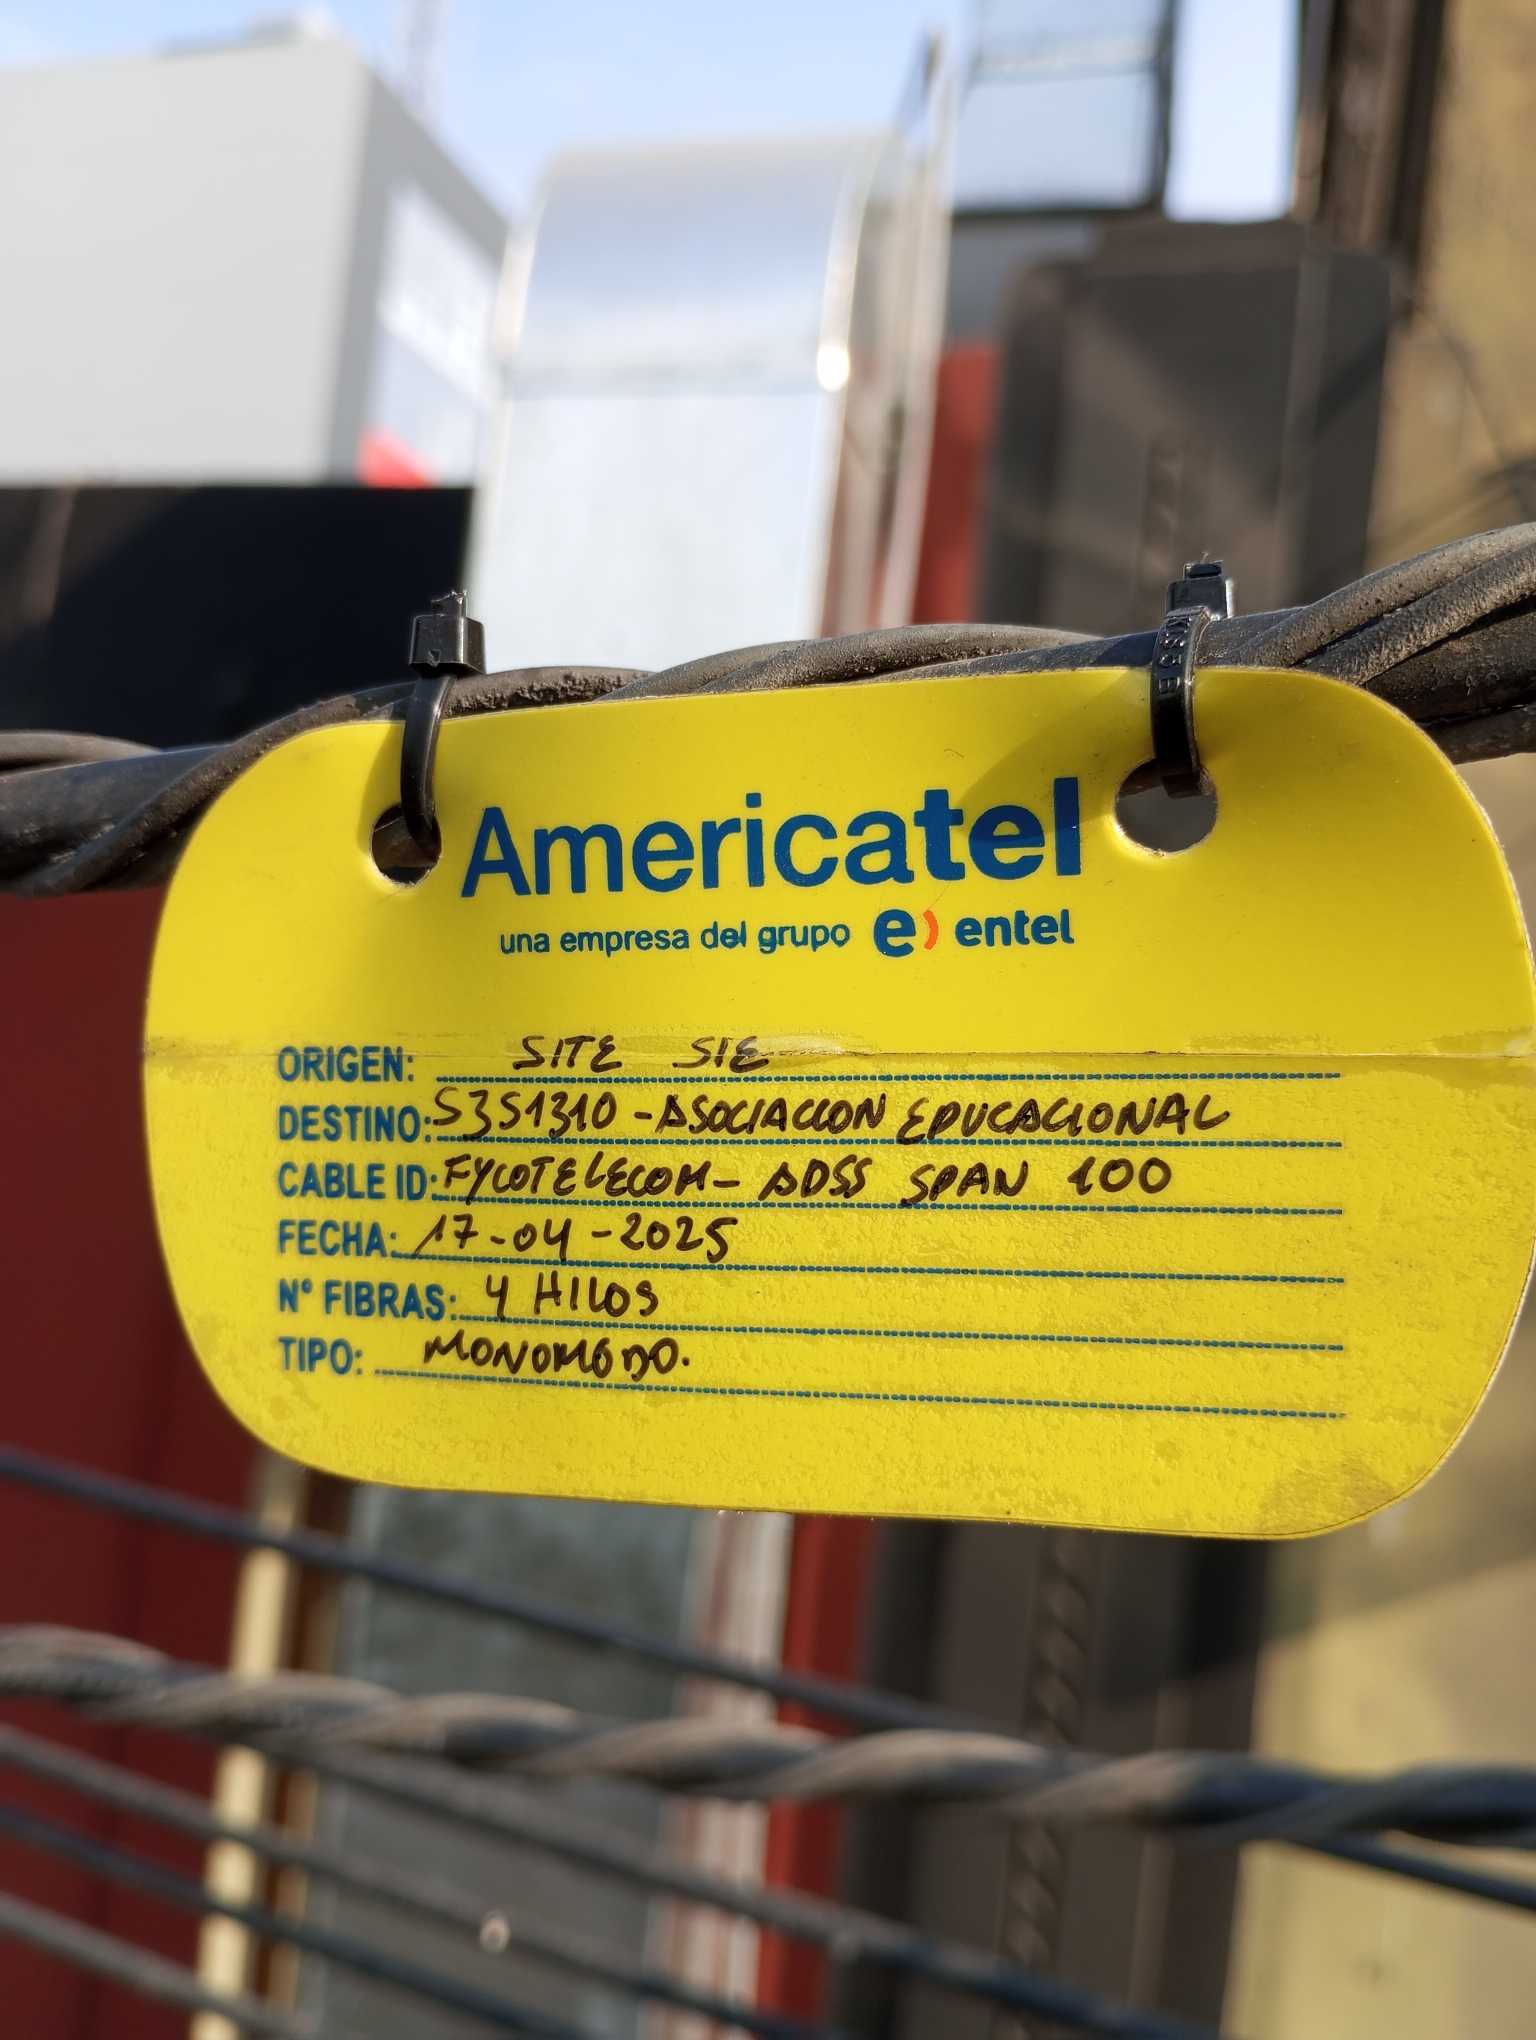 Americatel
una empresa del grupo e) entel
ORIGEN: SITE SIE
DESTINO: S3S1310 - ASOCIACION EDUCACIONAL
CABLE ID: FYCOTELECOM - ADSS SPAN 100
FECHA: 17-04-2025
N° FIBRAS: 4 HILOS
TIPO: MONOMODO.